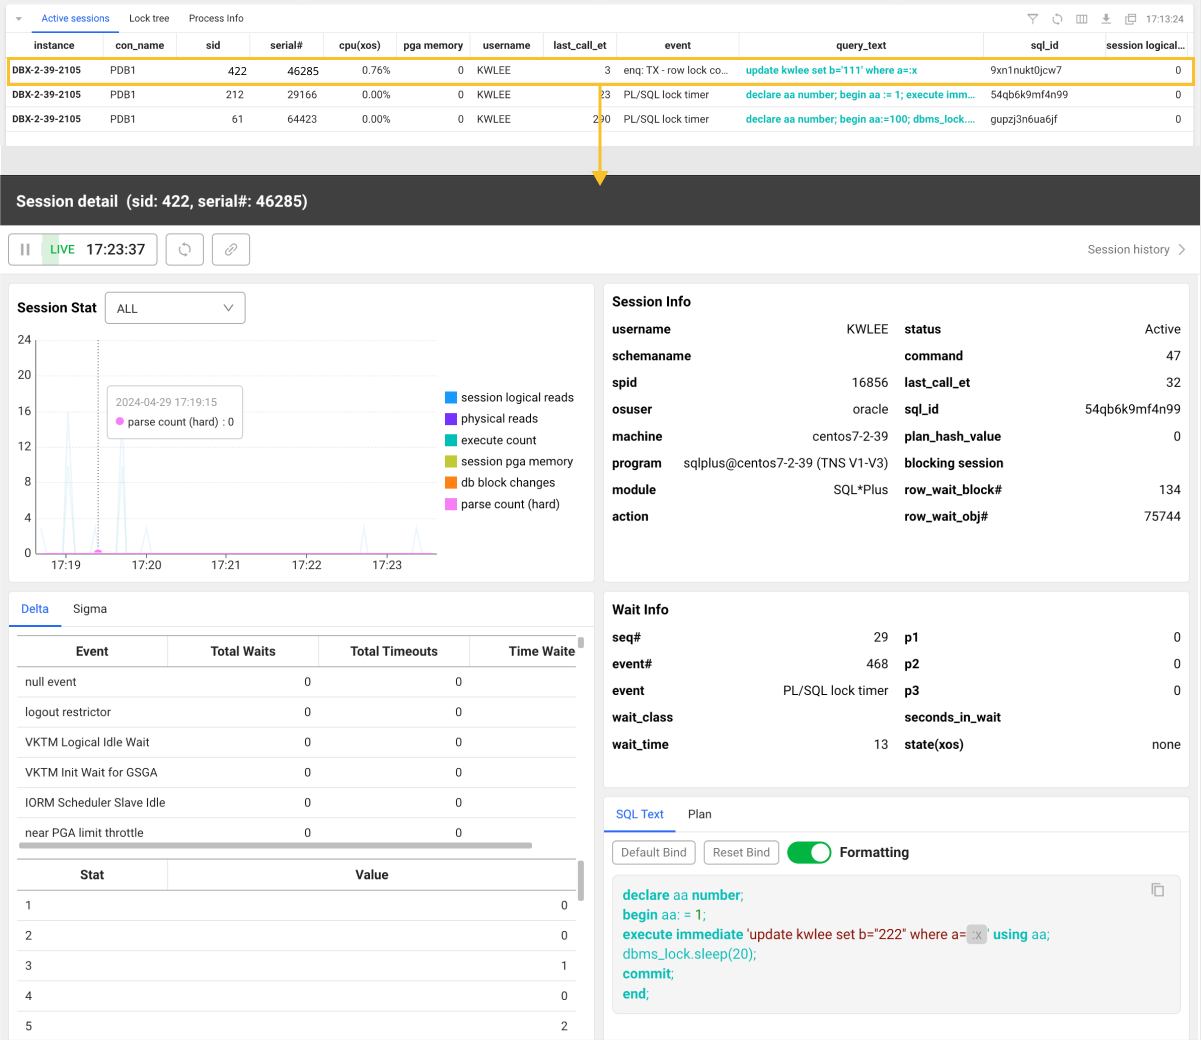 Active sessions Lock tree Process Info 17:13:24
instance con_name sid serial# cpu(xos) pga memory username last_call_et event query_text sql_id session logical...
DBX-2-39-2105 PDB1 422 46285 0.76% 0 KWLEE 3 enq: TX - row lock co... update kwlee set b='111' where a=:x 9xn1nukt0jcw7 0
DBX-2-39-2105 PDB1 212 29166 0.00% 0 KWLEE 23 PL/SQL lock timer declare aa number; begin aa := 1; execute imm... 54qb6k9mf4n99 0
DBX-2-39-2105 PDB1 61 64423 0.00% 0 KWLEE 290 PL/SQL lock timer declare aa number; begin aa:=100; dbms_lock.... gupzj3n6ua6jf 0
Session detail (sid: 422, serial#: 46285)
LIVE 17:23:37 Session history
Session Stat ALL
24
20
16
12
8
4
0
17:19 17:20 17:21 17:22 17:23
2024-04-29 17:19:15
parse count (hard) : 0
session logical reads
physical reads
execute count
session pga memory
db block changes
parse count (hard)
Session Info
username KWLEE status Active
schemaname command 47
spid 16856 last_call_et 32
osuser oracle sql_id 54qb6k9mf4n99
machine centos7-2-39 plan_hash_value 0
program sqlplus@centos7-2-39 (TNS V1-V3) blocking session
module SQL*Plus row_wait_block# 134
action row_wait_obj# 75744
Delta Sigma
Event Total Waits Total Timeouts Time Waite
null event 0 0
logout restrictor 0 0
VKTM Logical Idle Wait 0 0
VKTM Init Wait for GSGA 0 0
IORM Scheduler Slave Idle 0 0
near PGA limit throttle 0 0
Stat Value
1 0
2 0
3 1
4 0
5 2
Wait Info
seq# 29 p1 0
event# 468 p2 0
event PL/SQL lock timer p3 0
wait_class seconds_in_wait
wait_time 13 state(xos) none
SQL Text Plan
Default Bind Reset Bind Formatting
declare aa number;
begin aa: = 1;
execute immediate 'update kwlee set b="222" where a= :x ' using aa;
dbms_lock.sleep(20);
commit;
end;